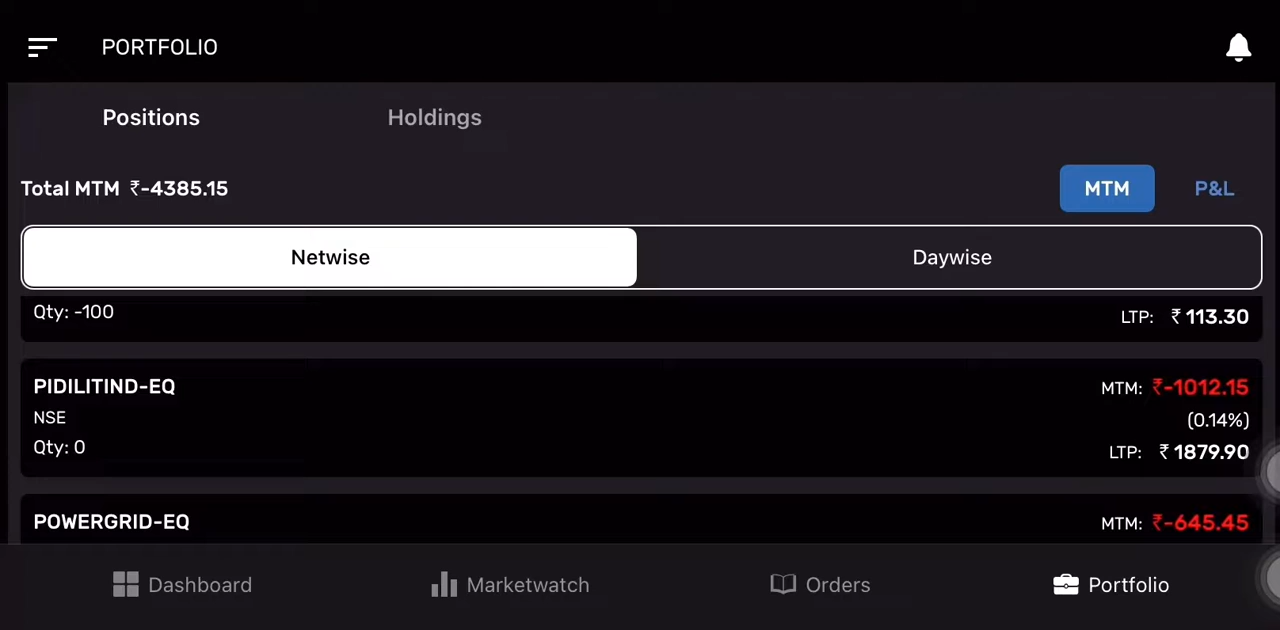 PORTFOLIO
Positions Holdings
Total MTM ₹-4385.15 MTM P&L
Netwise Daywise
Qty: -100 LTP: ₹ 113.30
PIDILITIND-EQ MTM: ₹-1012.15
NSE (0.14%)
Qty: 0 LTP: ₹ 1879.90
POWERGRID-EQ MTM: ₹-645.45
Dashboard Marketwatch Orders Portfolio